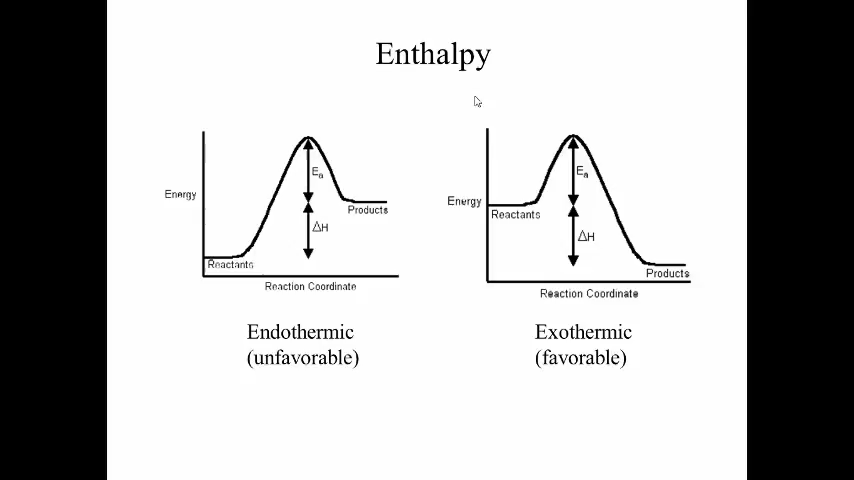 Enthalpy
Energy
Ea
Products
ΔH
Reactants
Reaction Coordinate
Endothermic
(unfavorable)
Energy
Ea
Reactants
ΔH
Products
Reaction Coordinate
Exothermic
(favorable)